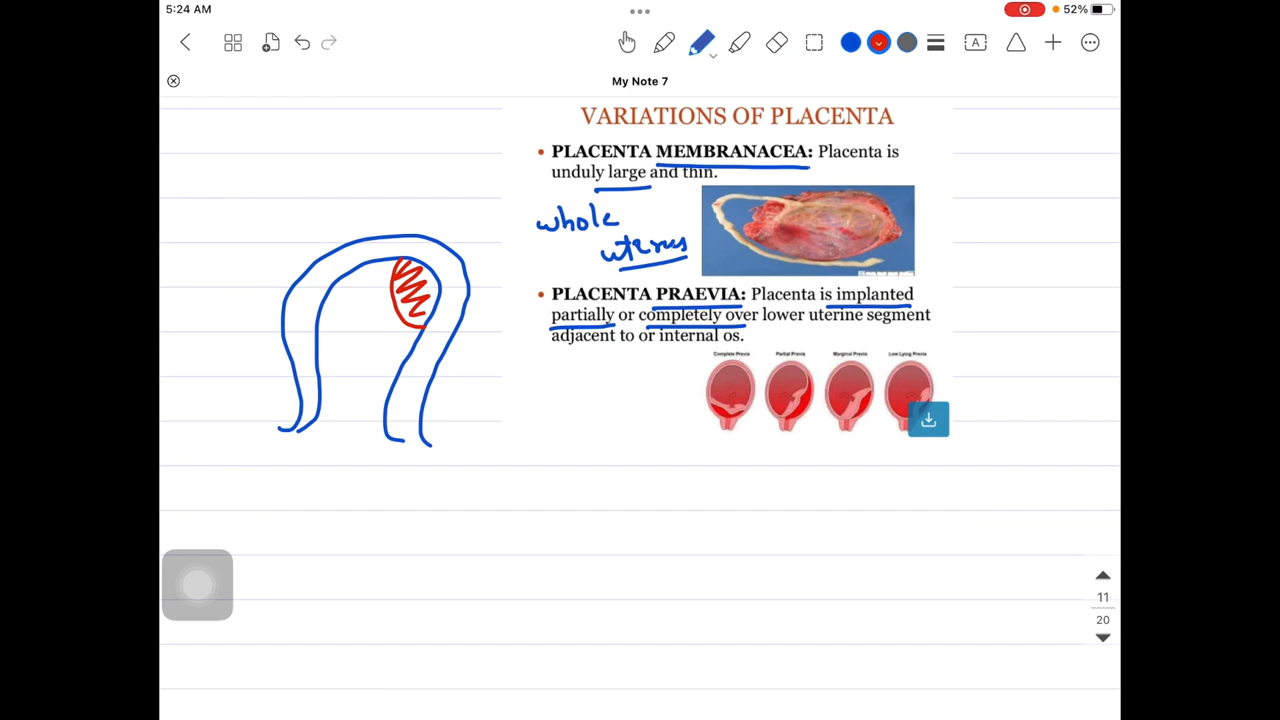 5:24 AM
52%
A
My Note 7
VARIATIONS OF PLACENTA
• PLACENTA MEMBRANACEA: Placenta is
unduly large and thin.
whole
uterus
• PLACENTA PRAEVIA: Placenta is implanted
partially or completely over lower uterine segment
adjacent to or internal os.
Complete Previa Partial Previa Marginal Previa Low Lying Previa
11
20